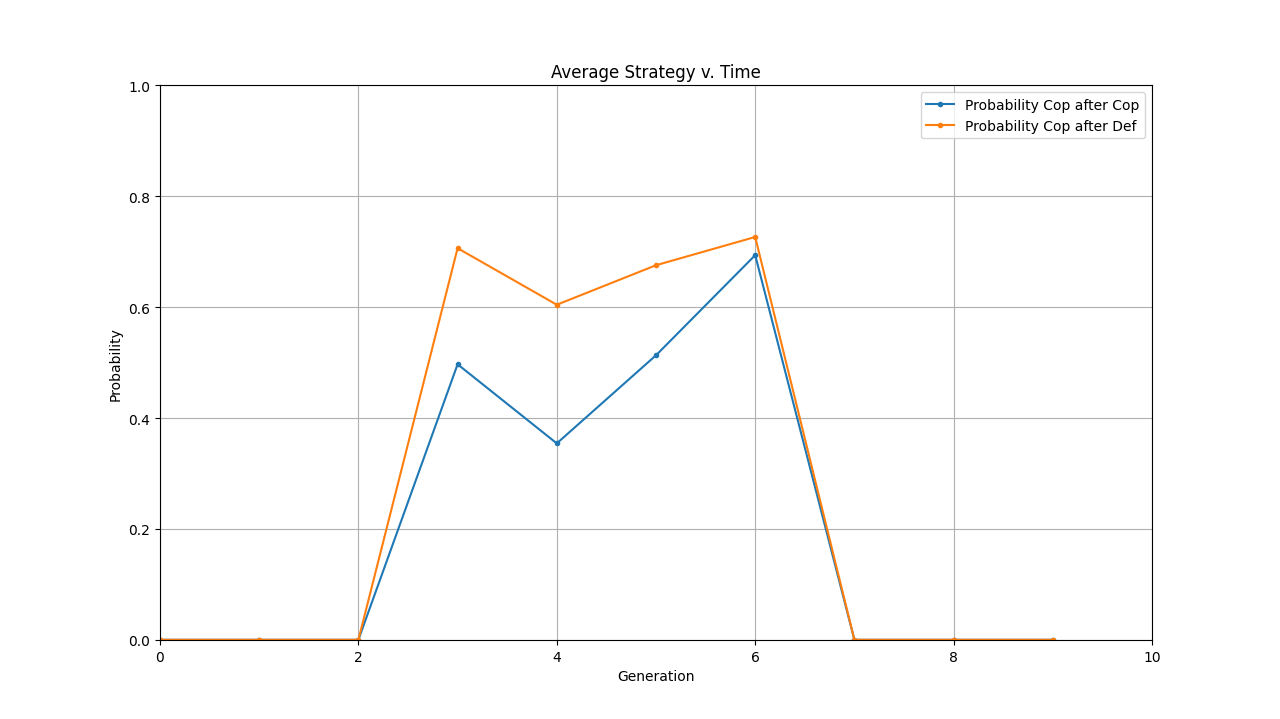 Average Strategy v. Time
Probability Cop after Cop
Probability Cop after Def
Probability
1.0
0.8
0.6
0.4
0.2
0.0
0 2 4 6 8 10
Generation